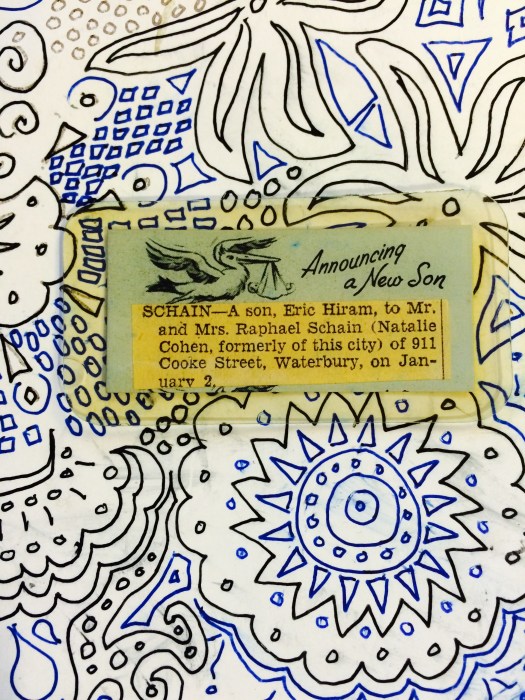 Announcing
a New Son
SCHAIN—A son, Eric Hiram, to Mr.
and Mrs. Raphael Schain (Natalie
Cohen, formerly of this city) of 911
Cooke Street, Waterbury, on Jan-
uary 2,